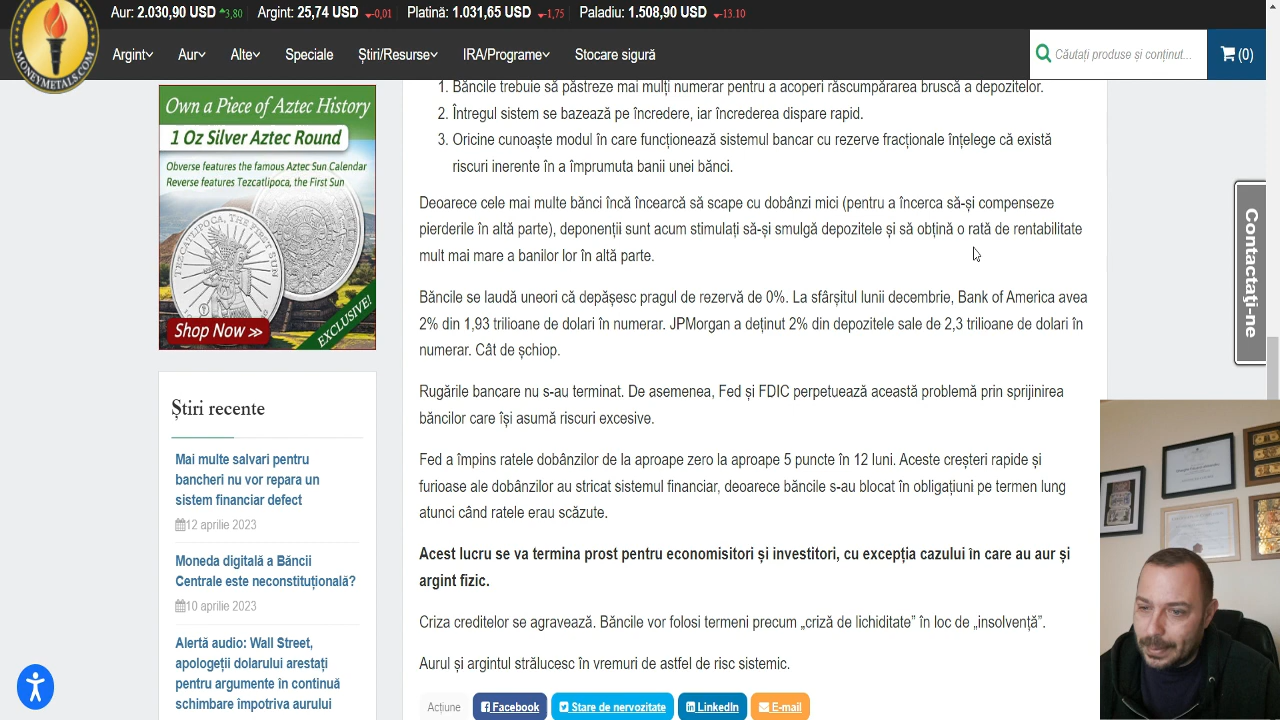 Aur: 2.030,90 USD 3,80 Argint: 25,74 USD -0,01 Platină: 1.031,65 USD -1,75 Paladiu: 1.508,90 USD -13.10
MONEYMETALS.COM
Argint Aur Alte Speciale Știri/Resurse IRA/Programe Stocare sigură
Căutați produse și conținut...
(0)
Own a Piece of Aztec History
1 Oz Silver Aztec Round
Obverse features the famous Aztec Sun Calendar
Reverse features Tezcatlipoca, the First Sun
Shop Now >>
EXCLUSIVE!
Știri recente
Mai multe salvari pentru
bancheri nu vor repara un
sistem financiar defect
12 aprilie 2023
Moneda digitală a Băncii
Centrale este neconstituțională?
10 aprilie 2023
Alertă audio: Wall Street,
apologeții dolarului arestați
pentru argumente în continuă
schimbare împotriva aurului
1. Băncile trebuie să păstreze mai mulți numerar pentru a acoperi răscumpărarea bruscă a depozitelor.
2. Întregul sistem se bazează pe încredere, iar încrederea dispare rapid.
3. Oricine cunoaște modul în care funcționează sistemul bancar cu rezerve fracționale înțelege că există
riscuri inerente în a împrumuta banii unei bănci.
Deoarece cele mai multe bănci încă încearcă să scape cu dobânzi mici (pentru a încerca să-și compenseze
pierderile în altă parte), deponenții sunt acum stimulați să-și smulgă depozitele și să obțină o rată de rentabilitate
mult mai mare a banilor lor în altă parte.
Băncile se laudă uneori că depășesc pragul de rezervă de 0%. La sfârșitul lunii decembrie, Bank of America avea
2% din 1,93 trilioane de dolari în numerar. JPMorgan a deținut 2% din depozitele sale de 2,3 trilioane de dolari în
numerar. Cât de șchiop.
Rugările bancare nu s-au terminat. De asemenea, Fed și FDIC perpetuează această problemă prin sprijinirea
băncilor care își asumă riscuri excesive.
Fed a împins ratele dobânzilor de la aproape zero la aproape 5 puncte în 12 luni. Aceste creșteri rapide și
furioase ale dobânzilor au stricat sistemul financiar, deoarece băncile s-au blocat în obligațiuni pe termen lung
atunci când ratele erau scăzute.
Acest lucru se va termina prost pentru economisitori și investitori, cu excepția cazului în care au aur și
argint fizic.
Criza creditelor se agravează. Băncile vor folosi termeni precum „criză de lichiditate” în loc de „insolvență”.
Aurul și argintul strălucesc în vremuri de astfel de risc sistemic.
Acțiune Facebook Stare de nervozitate LinkedIn E-mail
Contactaţi-ne